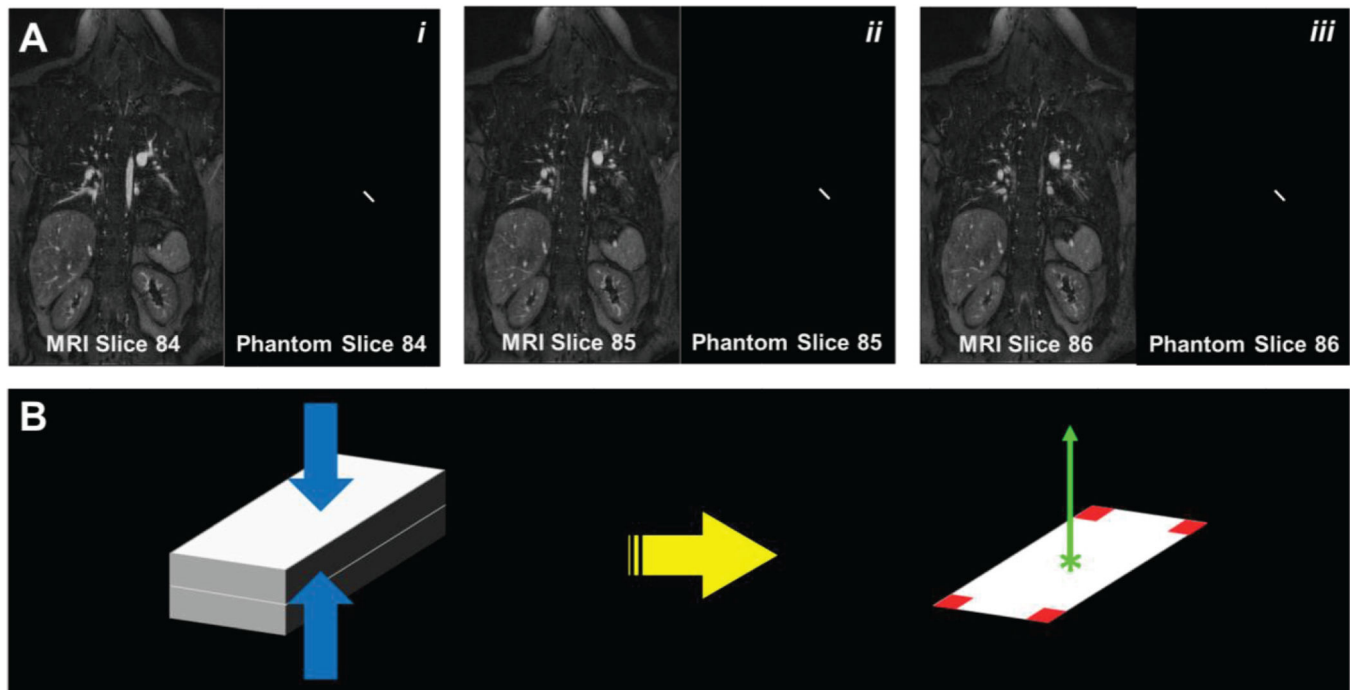 A
i
ii
iii
MRI Slice 84
Phantom Slice 84
MRI Slice 85
Phantom Slice 85
MRI Slice 86
Phantom Slice 86
B